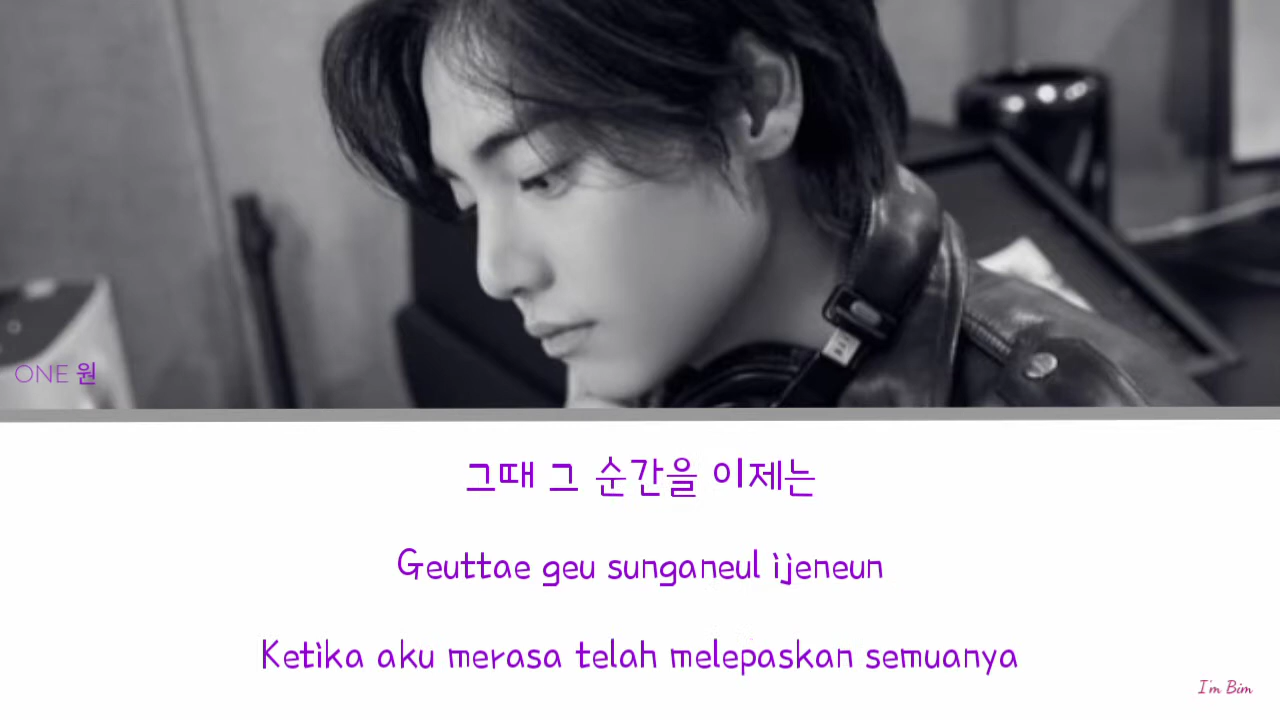 ONE 원
그때 그 순간을 이제는
Geuttae geu sunganeul ijeneun
Ketika aku merasa telah melepaskan semuanya
I'm Bim